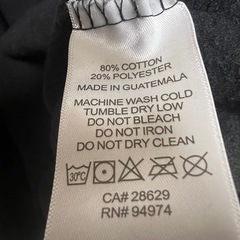 80% COTTON
20% POLYESTER
MADE IN GUATEMALA
MACHINE WASH COLD
TUMBLE DRY LOW
DO NOT BLEACH
DO NOT IRON
DO NOT DRY CLEAN
30°C
CA# 28629
RN# 94974